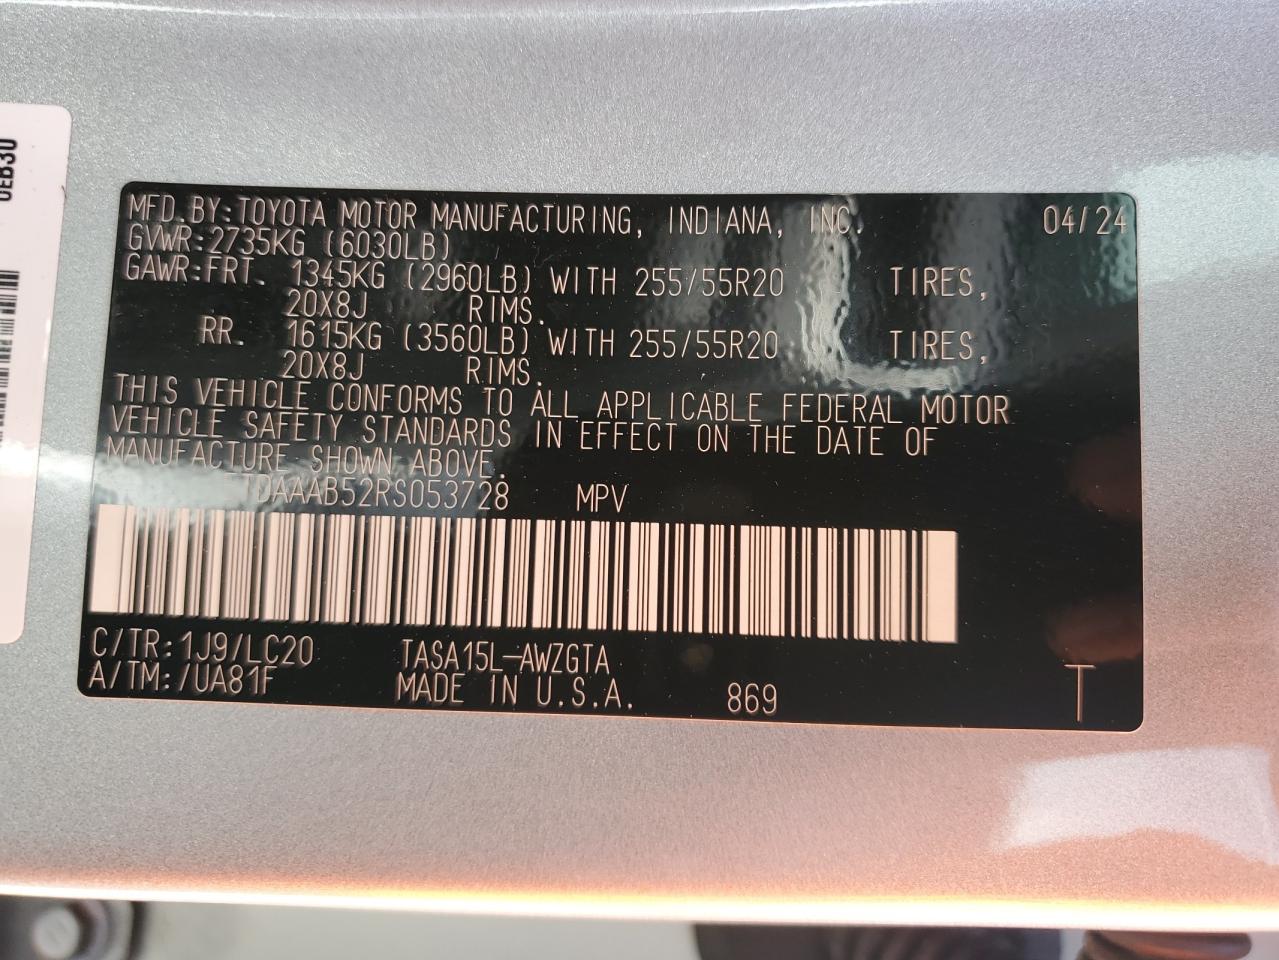 0EB30
MFD.BY:TOYOTA MOTOR MANUFACTURING, INDIANA, INC. 04/24
GVWR:2735KG (6030LB)
GAWR:FRT. 1345KG (2960LB) WITH 255/55R20 TIRES,
20X8J RIMS.
RR. 1615KG (3560LB) WITH 255/55R20 TIRES,
20X8J RIMS.
THIS VEHICLE CONFORMS TO ALL APPLICABLE FEDERAL MOTOR
VEHICLE SAFETY STANDARDS IN EFFECT ON THE DATE OF
MANUFACTURE SHOWN ABOVE.
5TDAAAB52RS053728 MPV
C/TR:1J9/LC20 TASA15L-AWZGTA
A/TM:/UA81F MADE IN U.S.A. 869 T